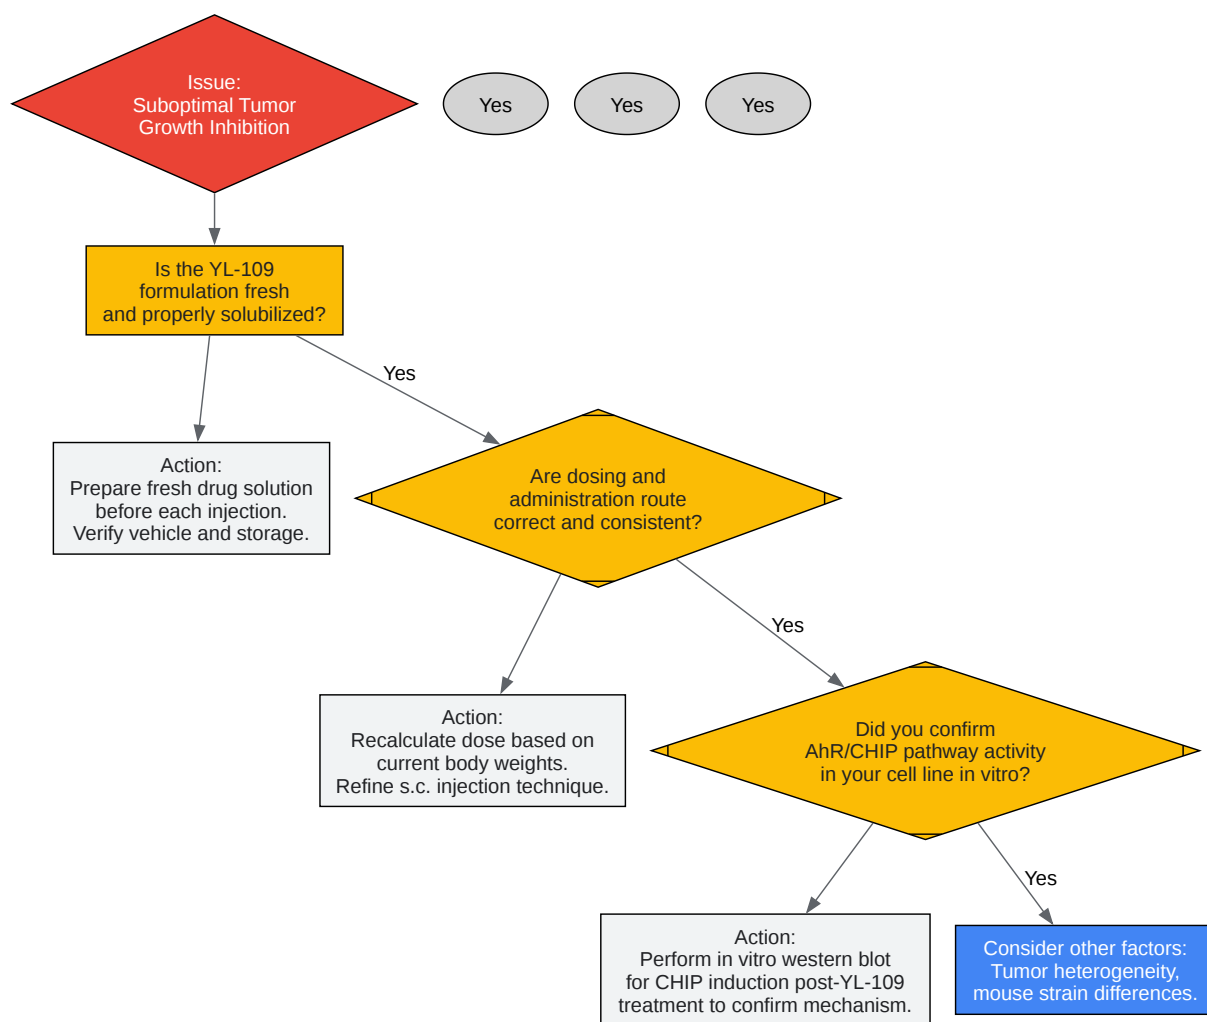 Issue:
Suboptimal Tumor
Growth Inhibition
Yes
Yes
Yes
Is the YL-109
formulation fresh
and properly solubilized?
Yes
Action:
Prepare fresh drug solution
before each injection.
Verify vehicle and storage.
Are dosing and
administration route
correct and consistent?
Yes
Action:
Recalculate dose based on
current body weights.
Refine s.c. injection technique.
Did you confirm
AhR/CHIP pathway activity
in your cell line in vitro?
Yes
Action:
Perform in vitro western blot
for CHIP induction post-YL-109
treatment to confirm mechanism.
Consider other factors:
Tumor heterogeneity,
mouse strain differences.